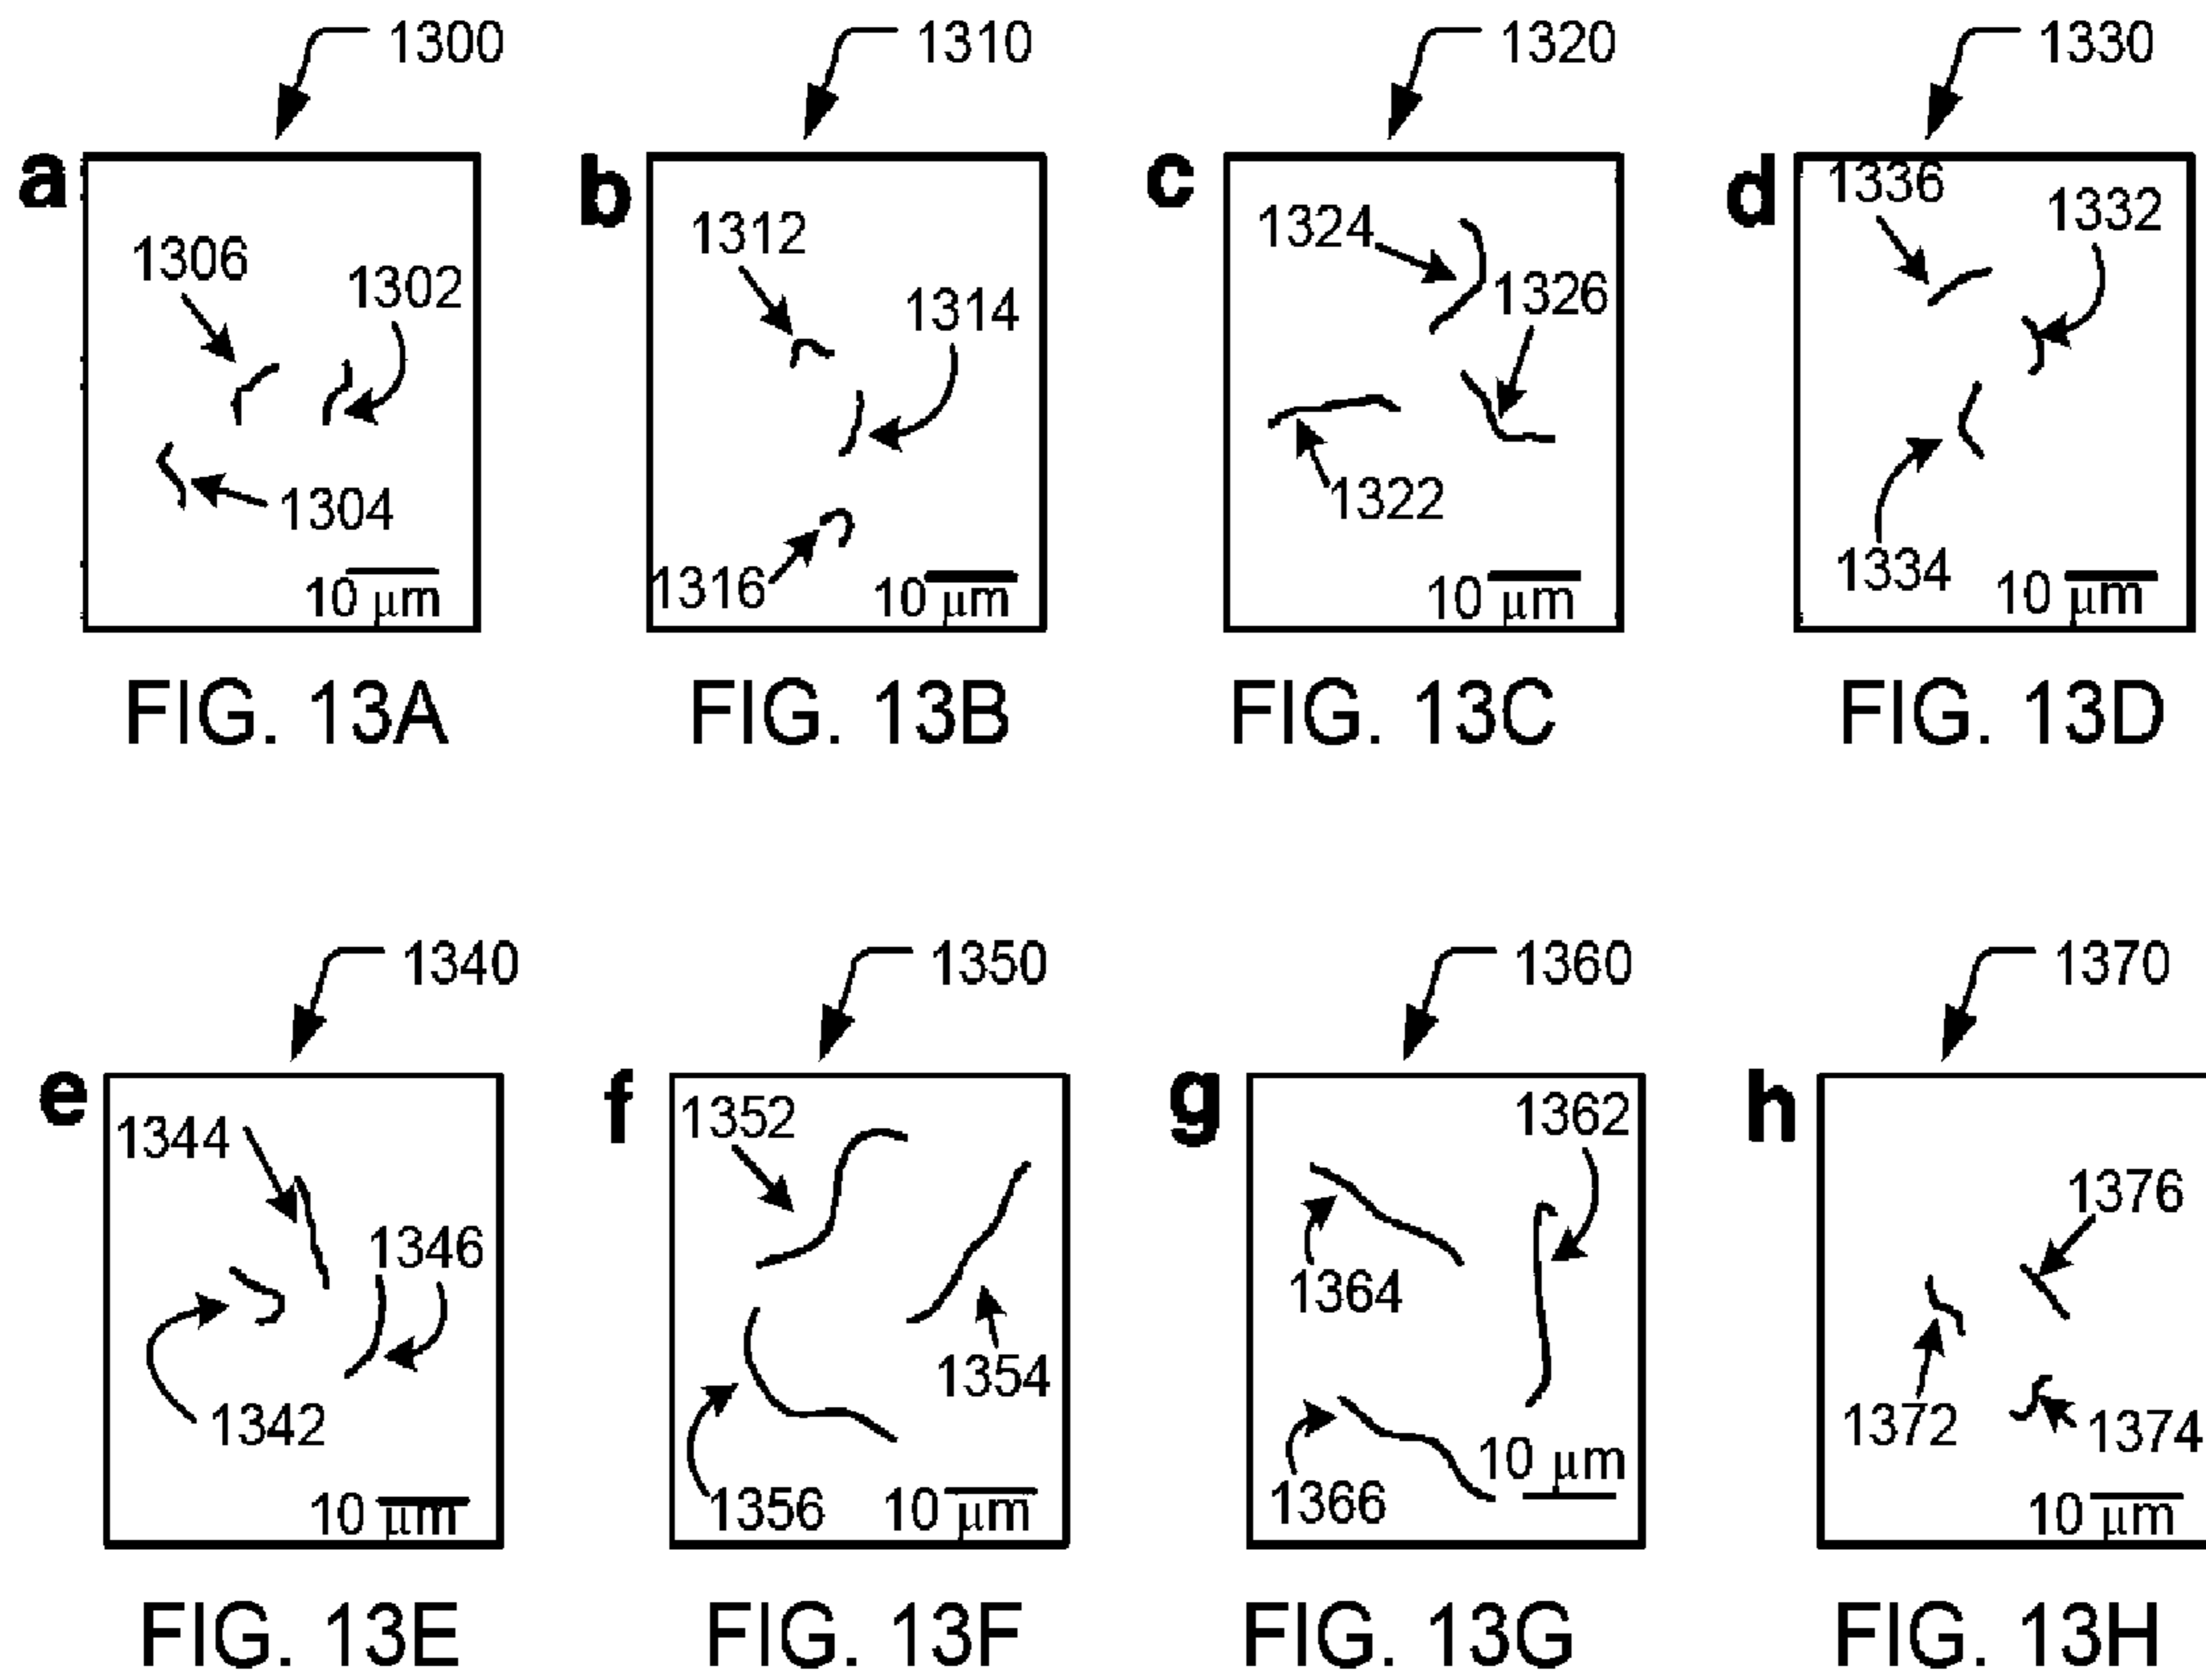 1300
a
1306
1302
1304
10 μm
FIG. 13A
1310
b
1312
1314
1316
10 μm
FIG. 13B
1320
c
1324
1326
1322
10 μm
FIG. 13C
1330
d
1336
1332
1334
10 μm
FIG. 13D
1340
e
1344
1346
1342
10 μm
FIG. 13E
1350
f
1352
1354
1356
10 μm
FIG. 13F
1360
g
1362
1364
1366
10 μm
FIG. 13G
1370
h
1376
1372
1374
10 μm
FIG. 13H